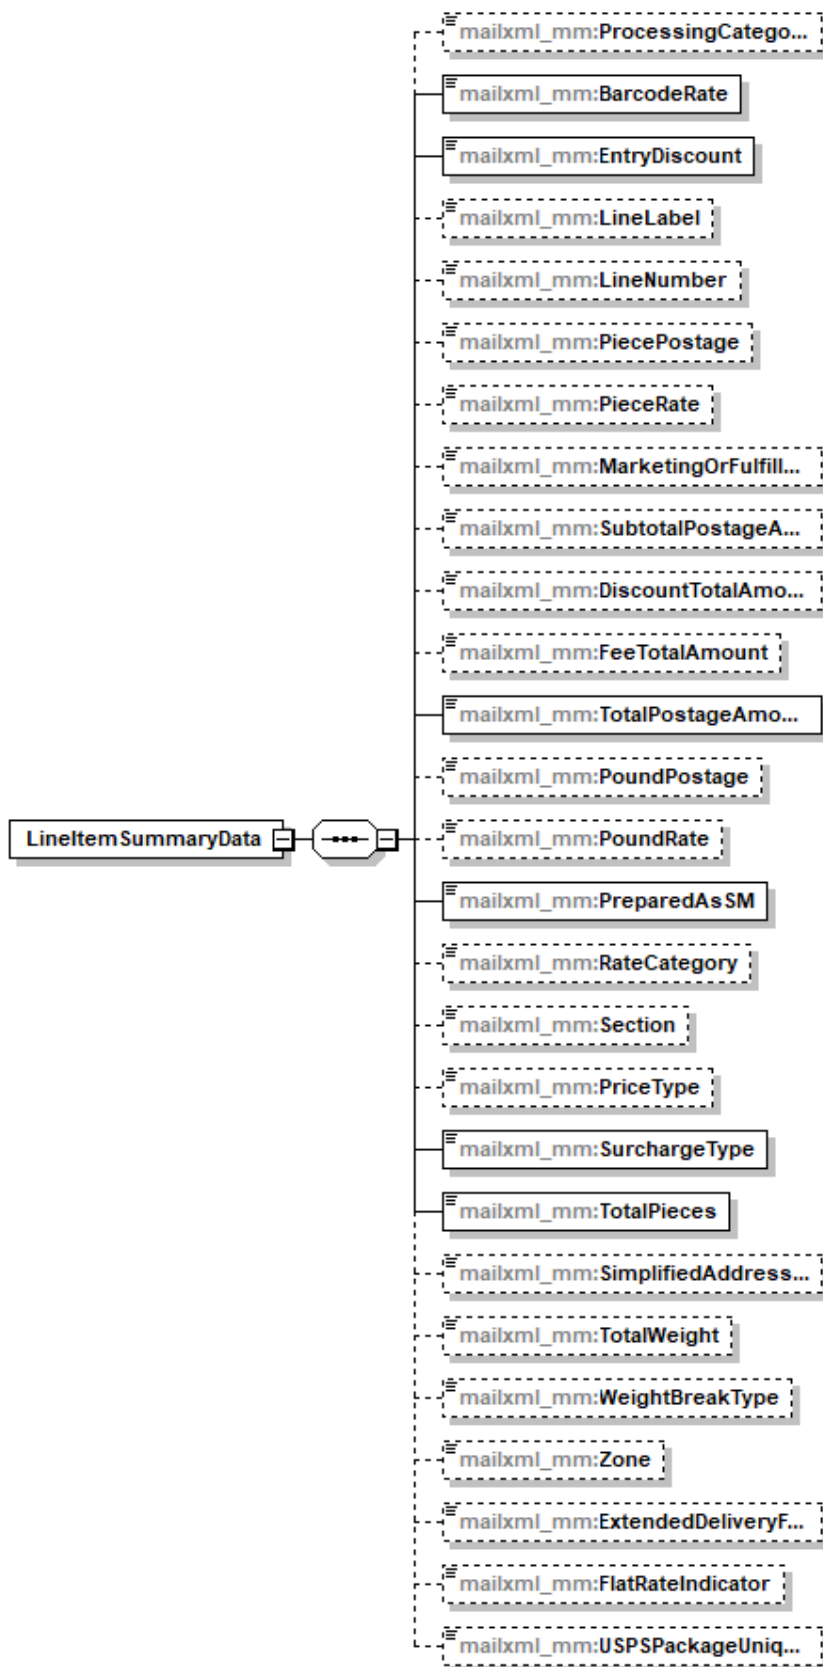 mailxml_mm:ProcessingCatego...
mailxml_mm:BarcodeRate
mailxml_mm:EntryDiscount
mailxml_mm:LineLabel
mailxml_mm:LineNumber
mailxml_mm:PiecePostage
mailxml_mm:PieceRate
mailxml_mm:MarketingOrFulfill...
mailxml_mm:SubtotalPostageA...
mailxml_mm:DiscountTotalAmo...
mailxml_mm:FeeTotalAmount
mailxml_mm:TotalPostageAmo...
mailxml_mm:PoundPostage
LineItemSummaryData
mailxml_mm:PoundRate
mailxml_mm:PreparedAsSM
mailxml_mm:RateCategory
mailxml_mm:Section
mailxml_mm:PriceType
mailxml_mm:SurchargeType
mailxml_mm:TotalPieces
mailxml_mm:SimplifiedAddress...
mailxml_mm:TotalWeight
mailxml_mm:WeightBreakType
mailxml_mm:Zone
mailxml_mm:ExtendedDeliveryF...
mailxml_mm:FlatRateIndicator
mailxml_mm:USPSPackageUniq...